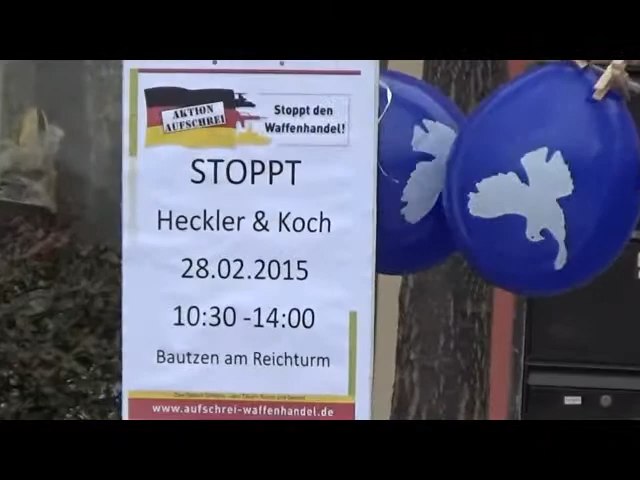 AKTION
AUFSCHREI
Stoppt den
Waffenhandel!
STOPPT
Heckler & Koch
28.02.2015
10:30 -14:00
Bautzen am Reichturm
www.aufschrei-waffenhandel.de